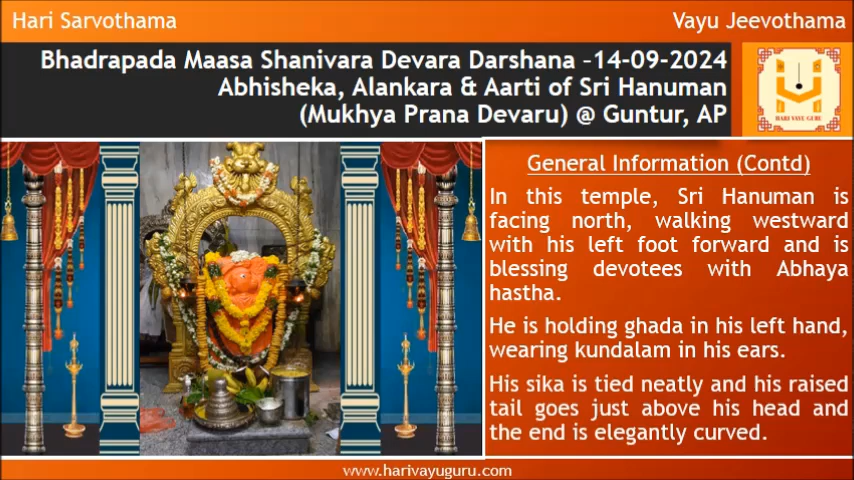 Hari Sarvothama
Vayu Jeevothama
Bhadrapada Maasa Shanivara Devara Darshana –14-09-2024
Abhisheka, Alankara & Aarti of Sri Hanuman
(Mukhya Prana Devaru) @ Guntur, AP
HARI VAYU GURU
General Information (Contd)
In this temple, Sri Hanuman is
facing north, walking westward
with his left foot forward and is
blessing devotees with Abhaya
hastha.
He is holding ghada in his left hand,
wearing kundalam in his ears.
His sika is tied neatly and his raised
tail goes just above his head and
the end is elegantly curved.
www.harivayuguru.com